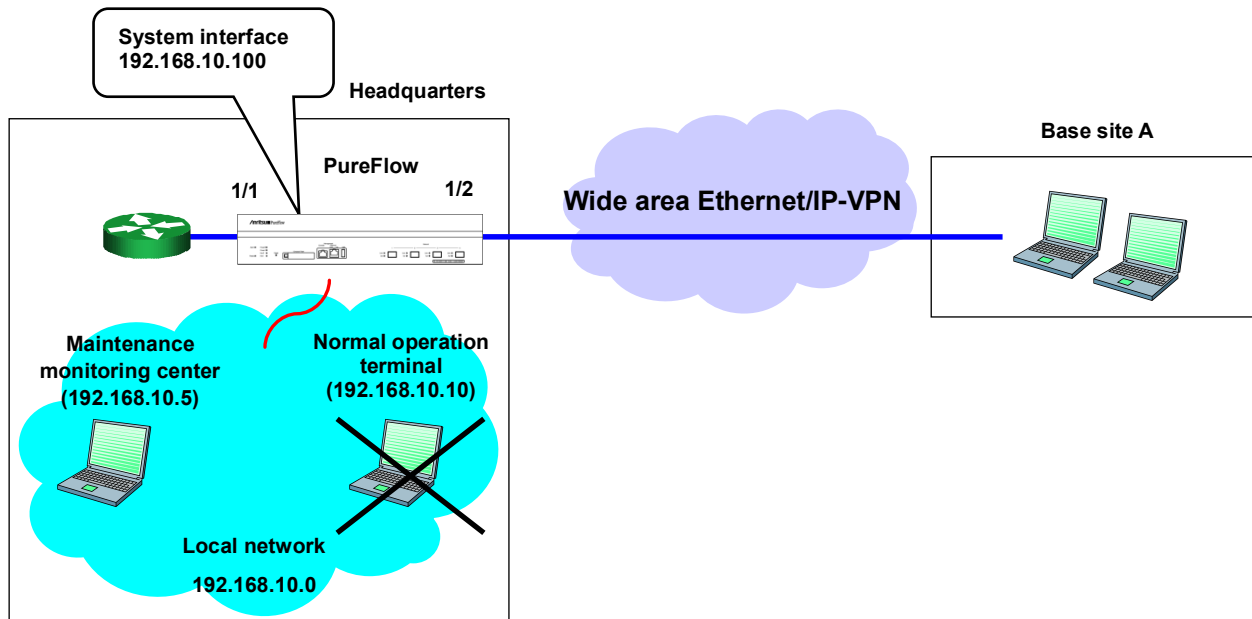 System interface
192.168.10.100
Headquarters
PureFlow
1/1
1/2
Wide area Ethernet/IP-VPN
Base site A
Maintenance
monitoring center
(192.168.10.5)
Normal operation
terminal
(192.168.10.10)
Local network
192.168.10.0